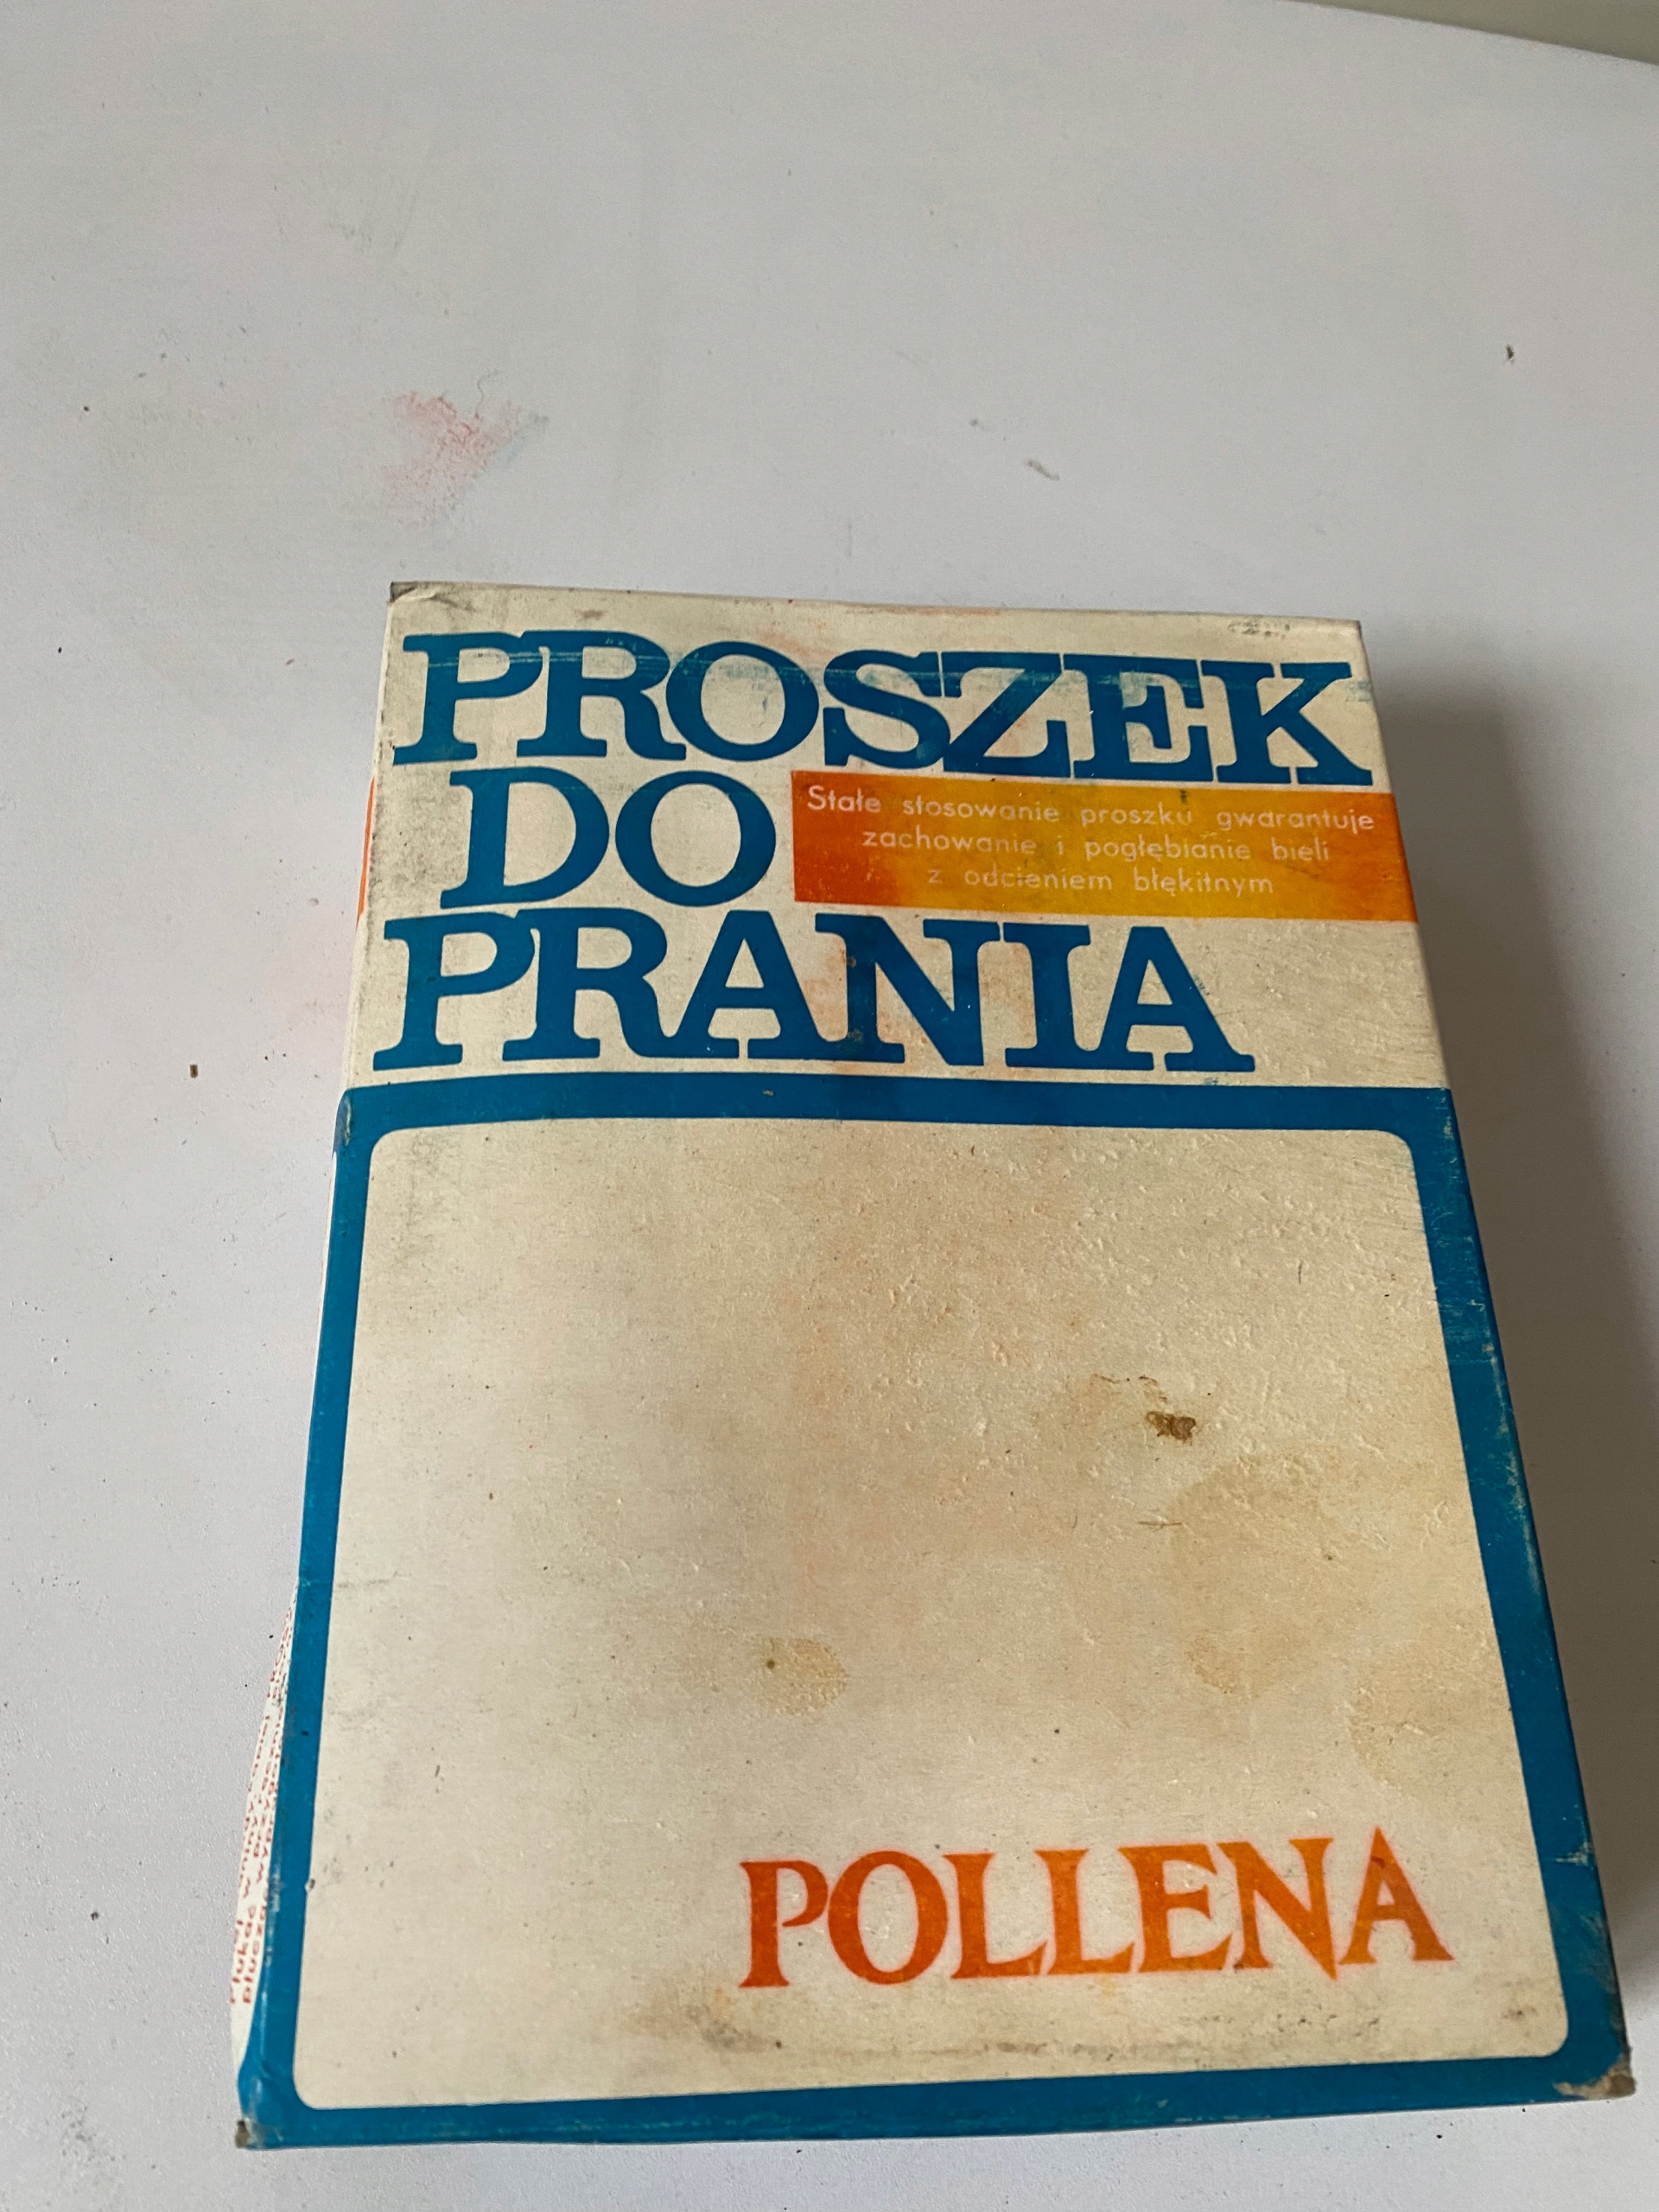 PROSZEK
DO
Stałe stosowanie proszku gwarantuje
zachowanie i pogłębianie bieli
z odcieniem błękitnym
PRANIA
POLLENA